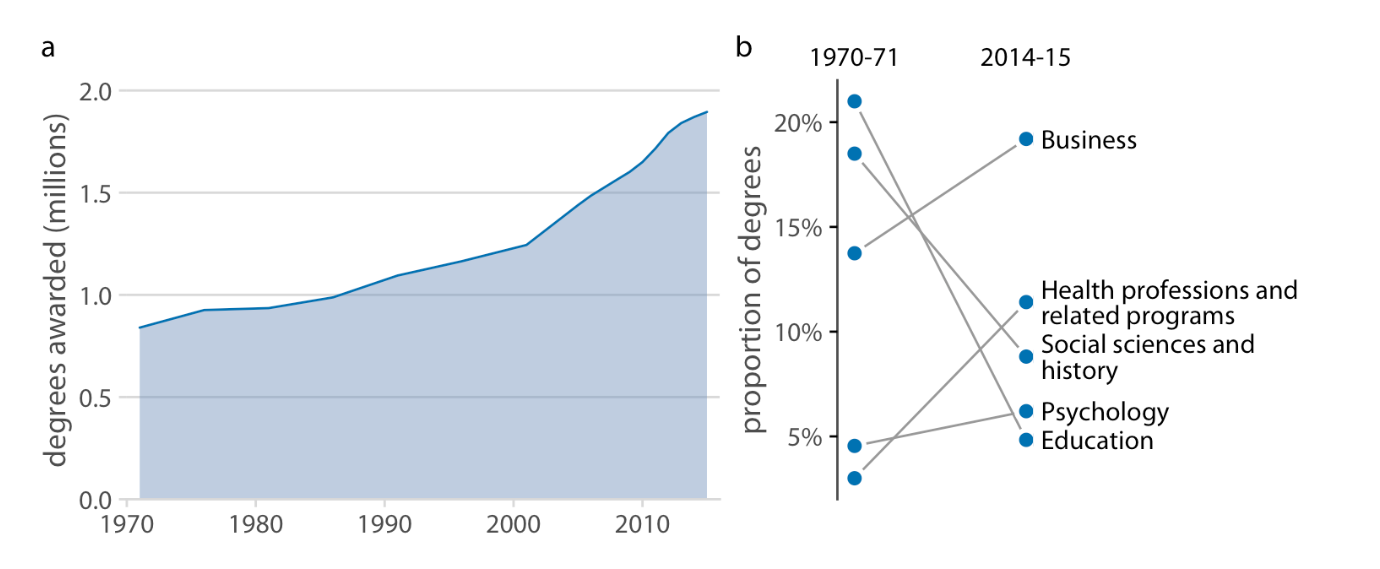 a
degrees awarded (millions)
2.0
1.5
1.0
0.5
0.0
1970 1980 1990 2000 2010
b
1970-71 2014-15
proportion of degrees
20%
15%
10%
5%
Business
Health professions and
related programs
Social sciences and
history
Psychology
Education